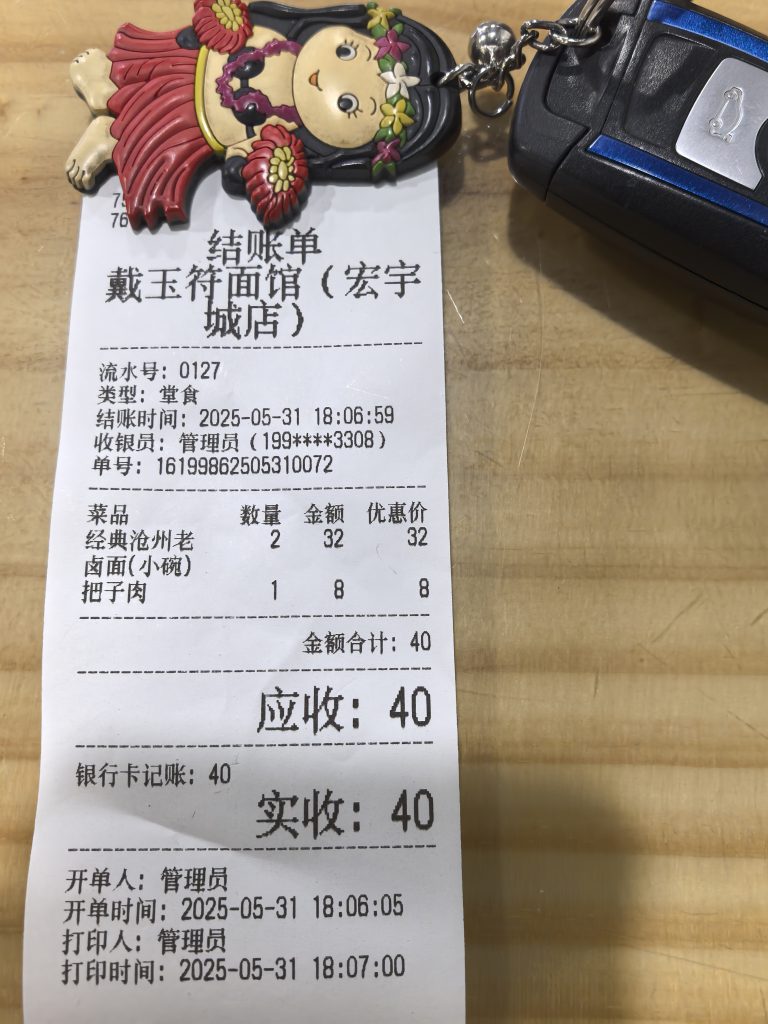 结账单
戴玉符面馆（宏宇
城店）
流水号: 0127
类型: 堂食
结账时间: 2025-05-31 18:06:59
收银员: 管理员（199****3308）
单号: 16199862505310072
菜品 数量 金额 优惠价
经典沧州老 2 32 32
卤面(小碗)
把子肉 1 8 8
金额合计: 40
应收: 40
银行卡记账: 40
实收: 40
开单人: 管理员
开单时间: 2025-05-31 18:06:05
打印人: 管理员
打印时间: 2025-05-31 18:07:00